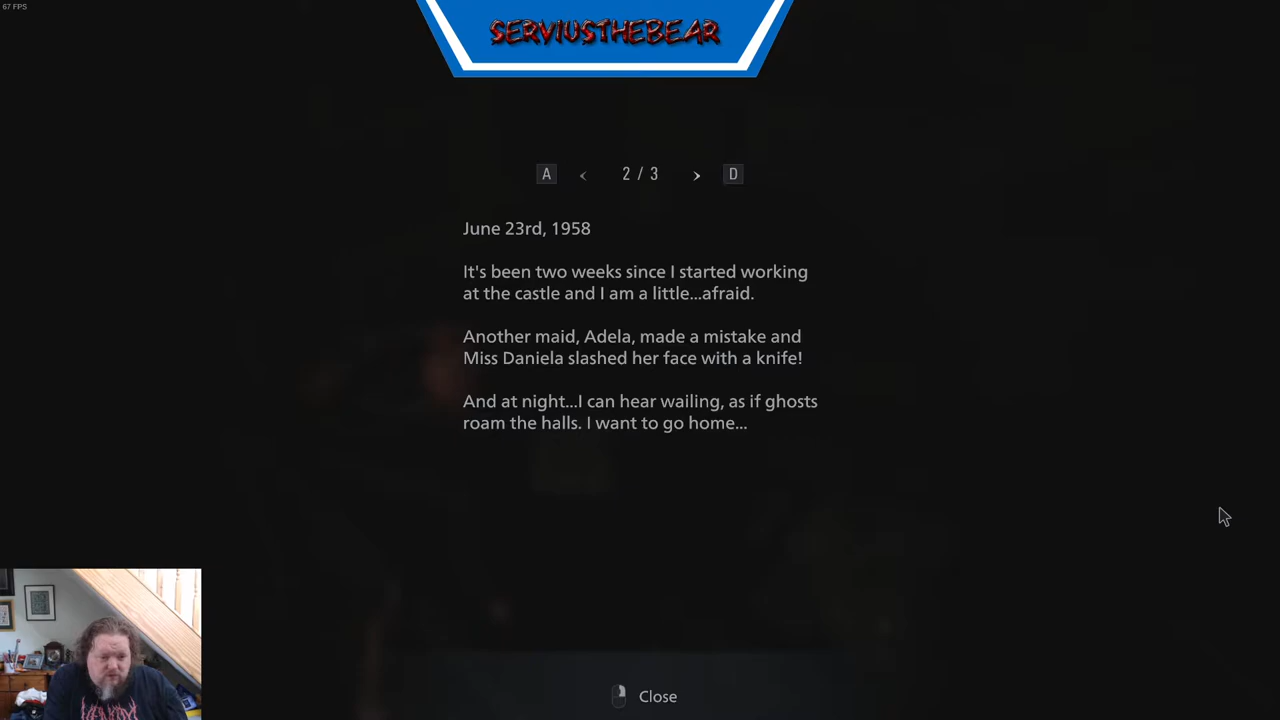 67 FPS
SERVIUSTHEBEAR
A < 2 / 3 > D
June 23rd, 1958
It's been two weeks since I started working
at the castle and I am a little...afraid.
Another maid, Adela, made a mistake and
Miss Daniela slashed her face with a knife!
And at night...I can hear wailing, as if ghosts
roam the halls. I want to go home...
Close